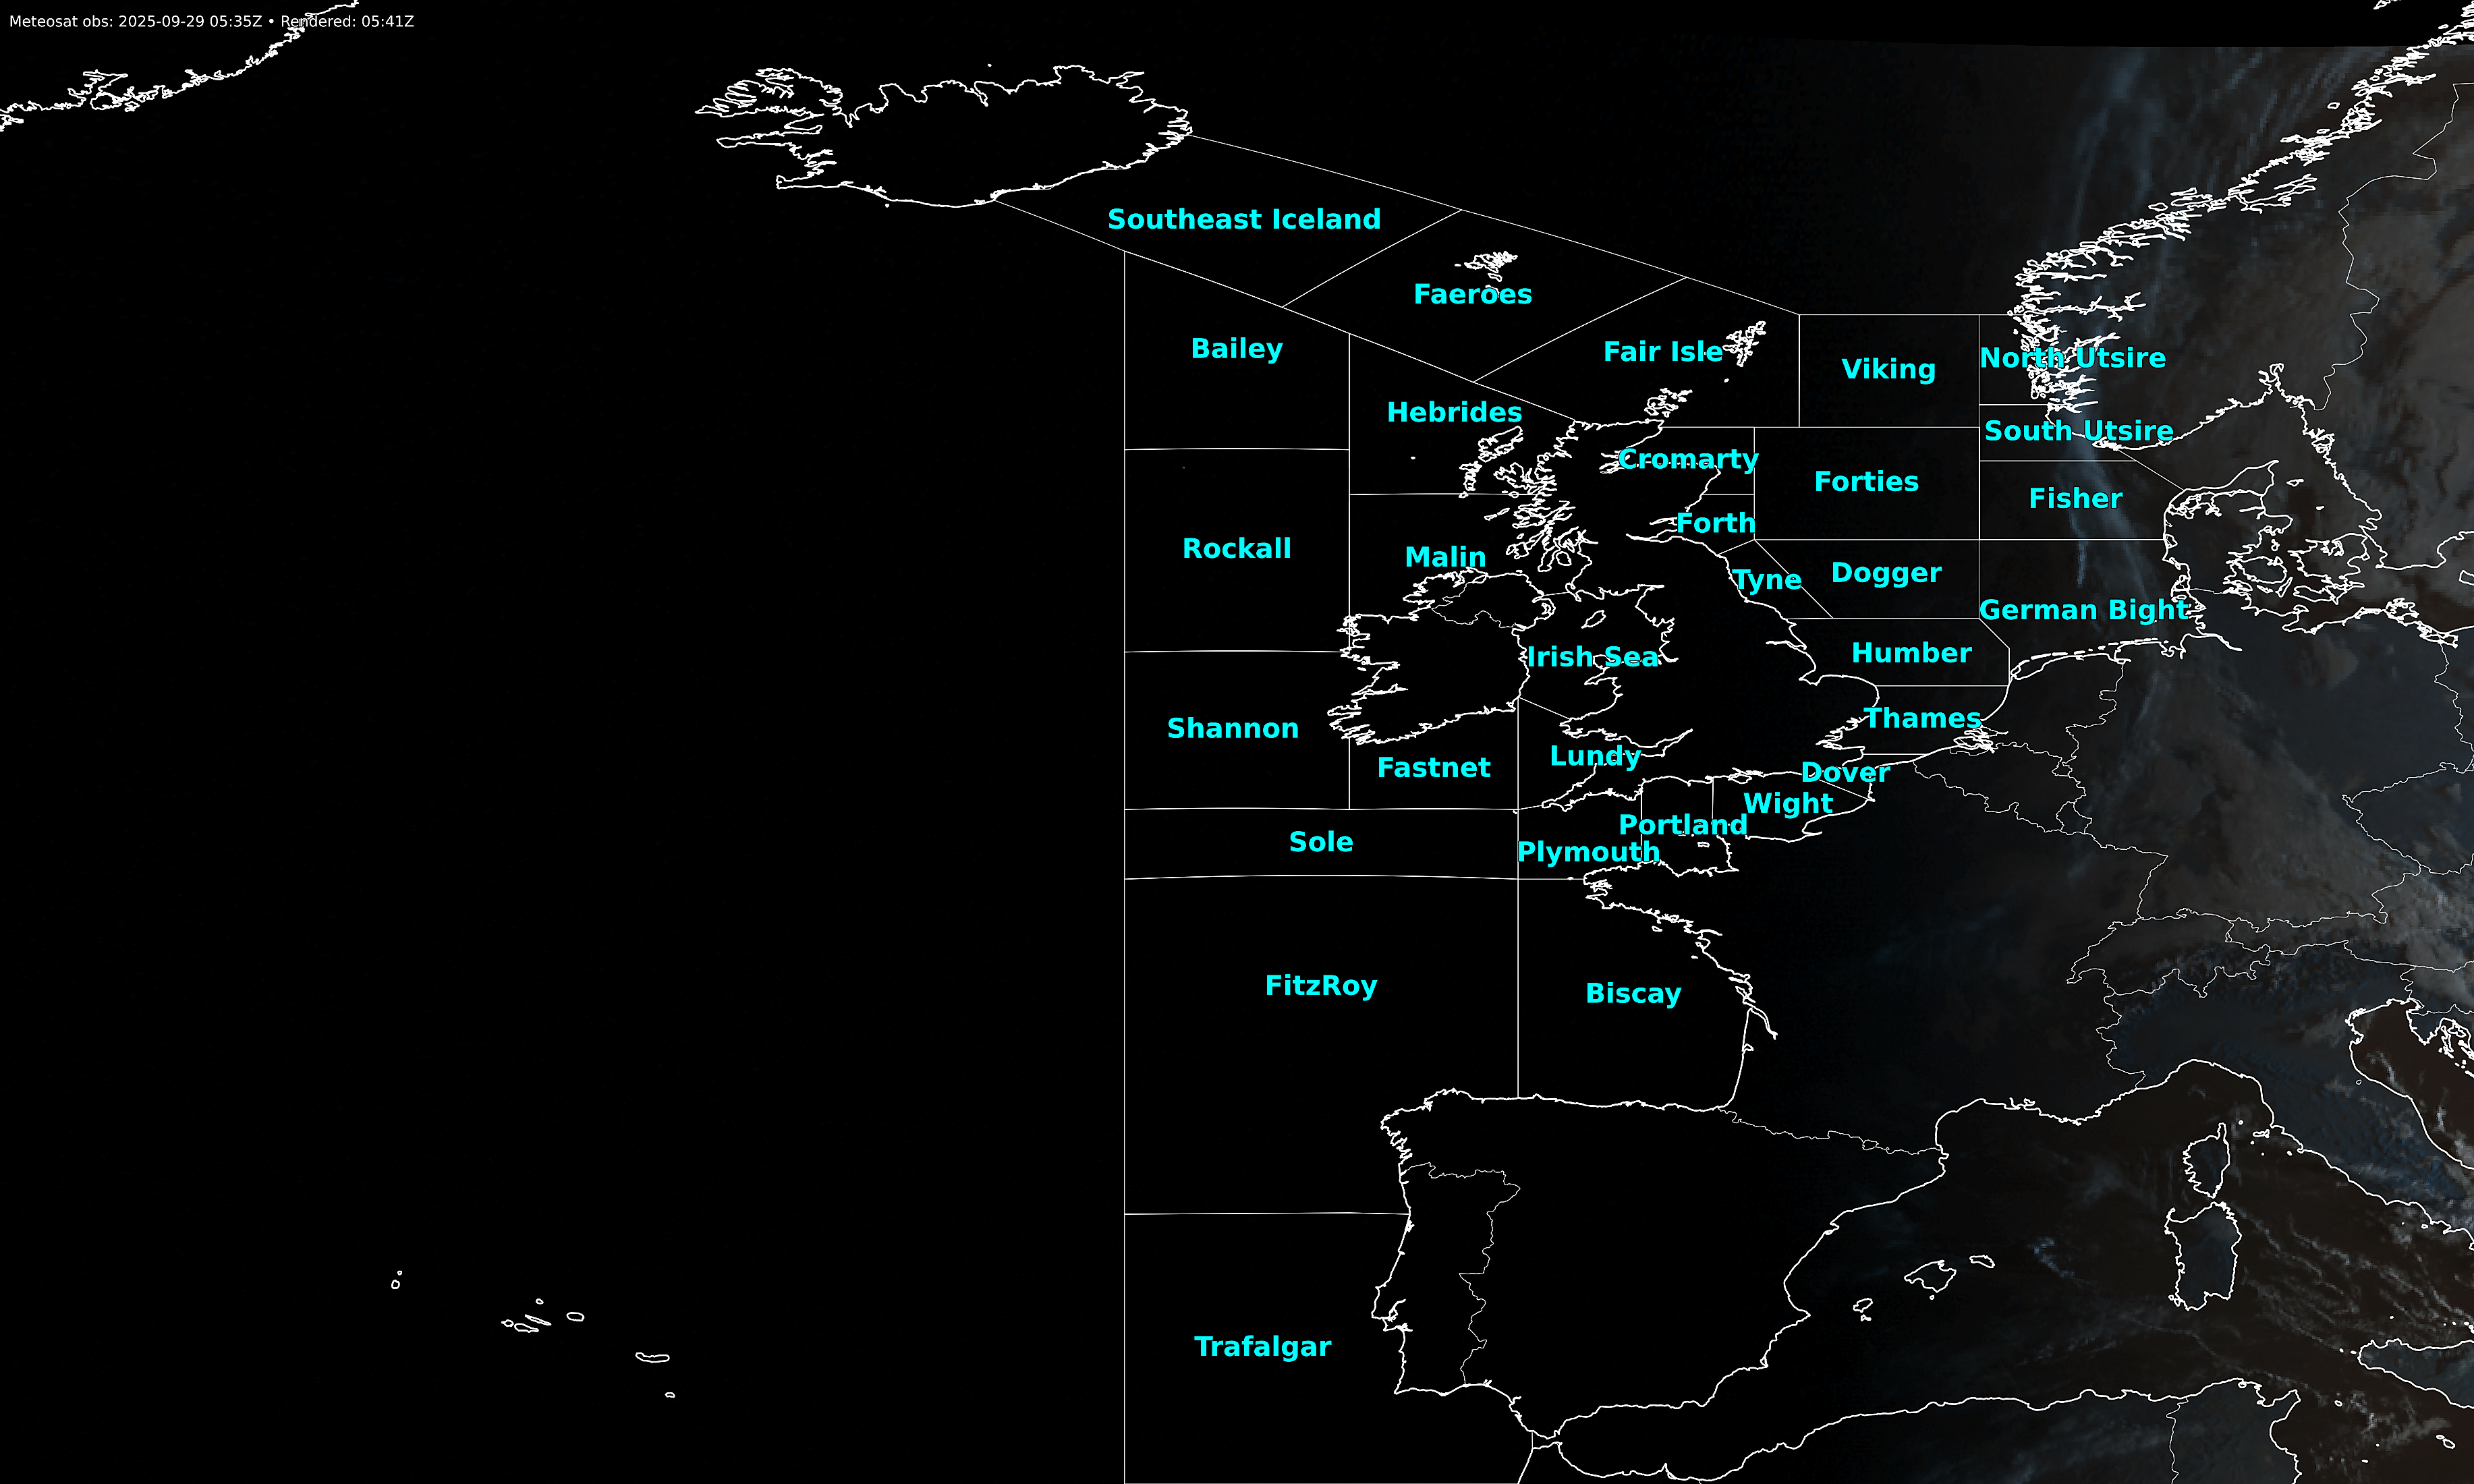 Meteosat obs: 2025-09-29 05:35Z • Rendered: 05:41Z
Southeast Iceland
Faeroes
Bailey
Fair Isle
North Utsire
Viking
Hebrides
South Utsire
Cromarty
Forties
Fisher
Forth
Rockall
Malin
Tyne
Dogger
German Bight
Irish Sea
Humber
Thames
Shannon
Lundy
Fastnet
Dover
Wight
Portland
Sole
Plymouth
FitzRoy
Biscay
Trafalgar